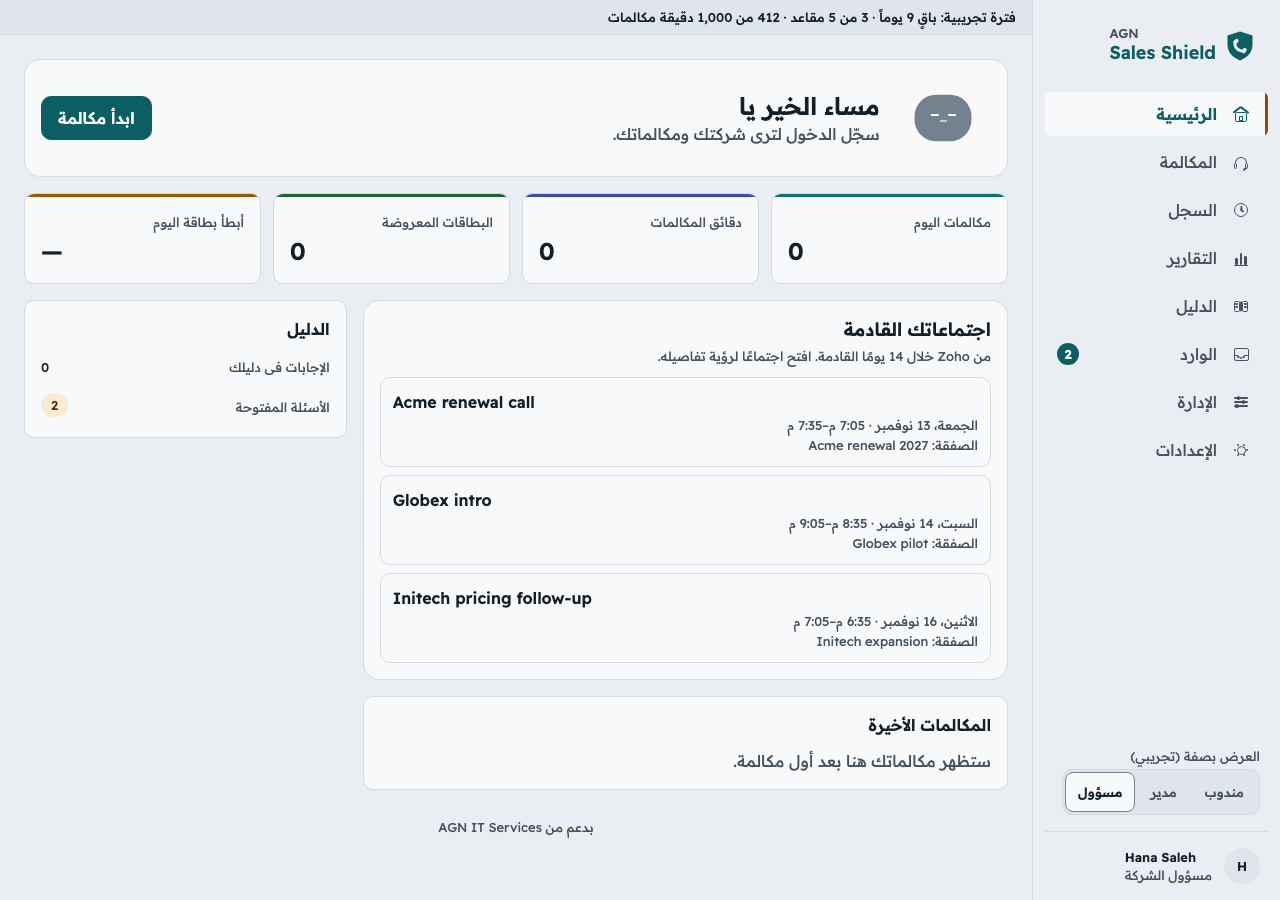 فترة تجريبية: باقٍ 9 يوماً · 3 من 5 مقاعد · 412 من 1,000 دقيقة مكالمات
AGN
Sales Shield
الرئيسية
المكالمة
السجل
التقارير
الدليل
الوارد
2
الإدارة
الإعدادات
العرض بصفة (تجريبي)
مندوب
مدير
مسؤول
H
Hana Saleh
مسؤول الشركة
مساء الخير يا
سجّل الدخول لترى شركتك ومكالماتك.
ابدأ مكالمة
مكالمات اليوم
0
دقائق المكالمات
0
البطاقات المعروضة
0
أبطأ بطاقة اليوم
—
اجتماعاتك القادمة
من Zoho خلال 14 يومًا القادمة. افتح اجتماعًا لرؤية تفاصيله.
Acme renewal call
الجمعة، 13 نوفمبر · 7:05 م–7:35 م
الصفقة: Acme renewal 2027
Globex intro
السبت، 14 نوفمبر · 8:35 م–9:05 م
الصفقة: Globex pilot
Initech pricing follow-up
الاثنين، 16 نوفمبر · 6:35 م–7:05 م
الصفقة: Initech expansion
المكالمات الأخيرة
ستظهر مكالماتك هنا بعد أول مكالمة.
الدليل
الإجابات في دليلك
0
الأسئلة المفتوحة
2
بدعم من AGN IT Services